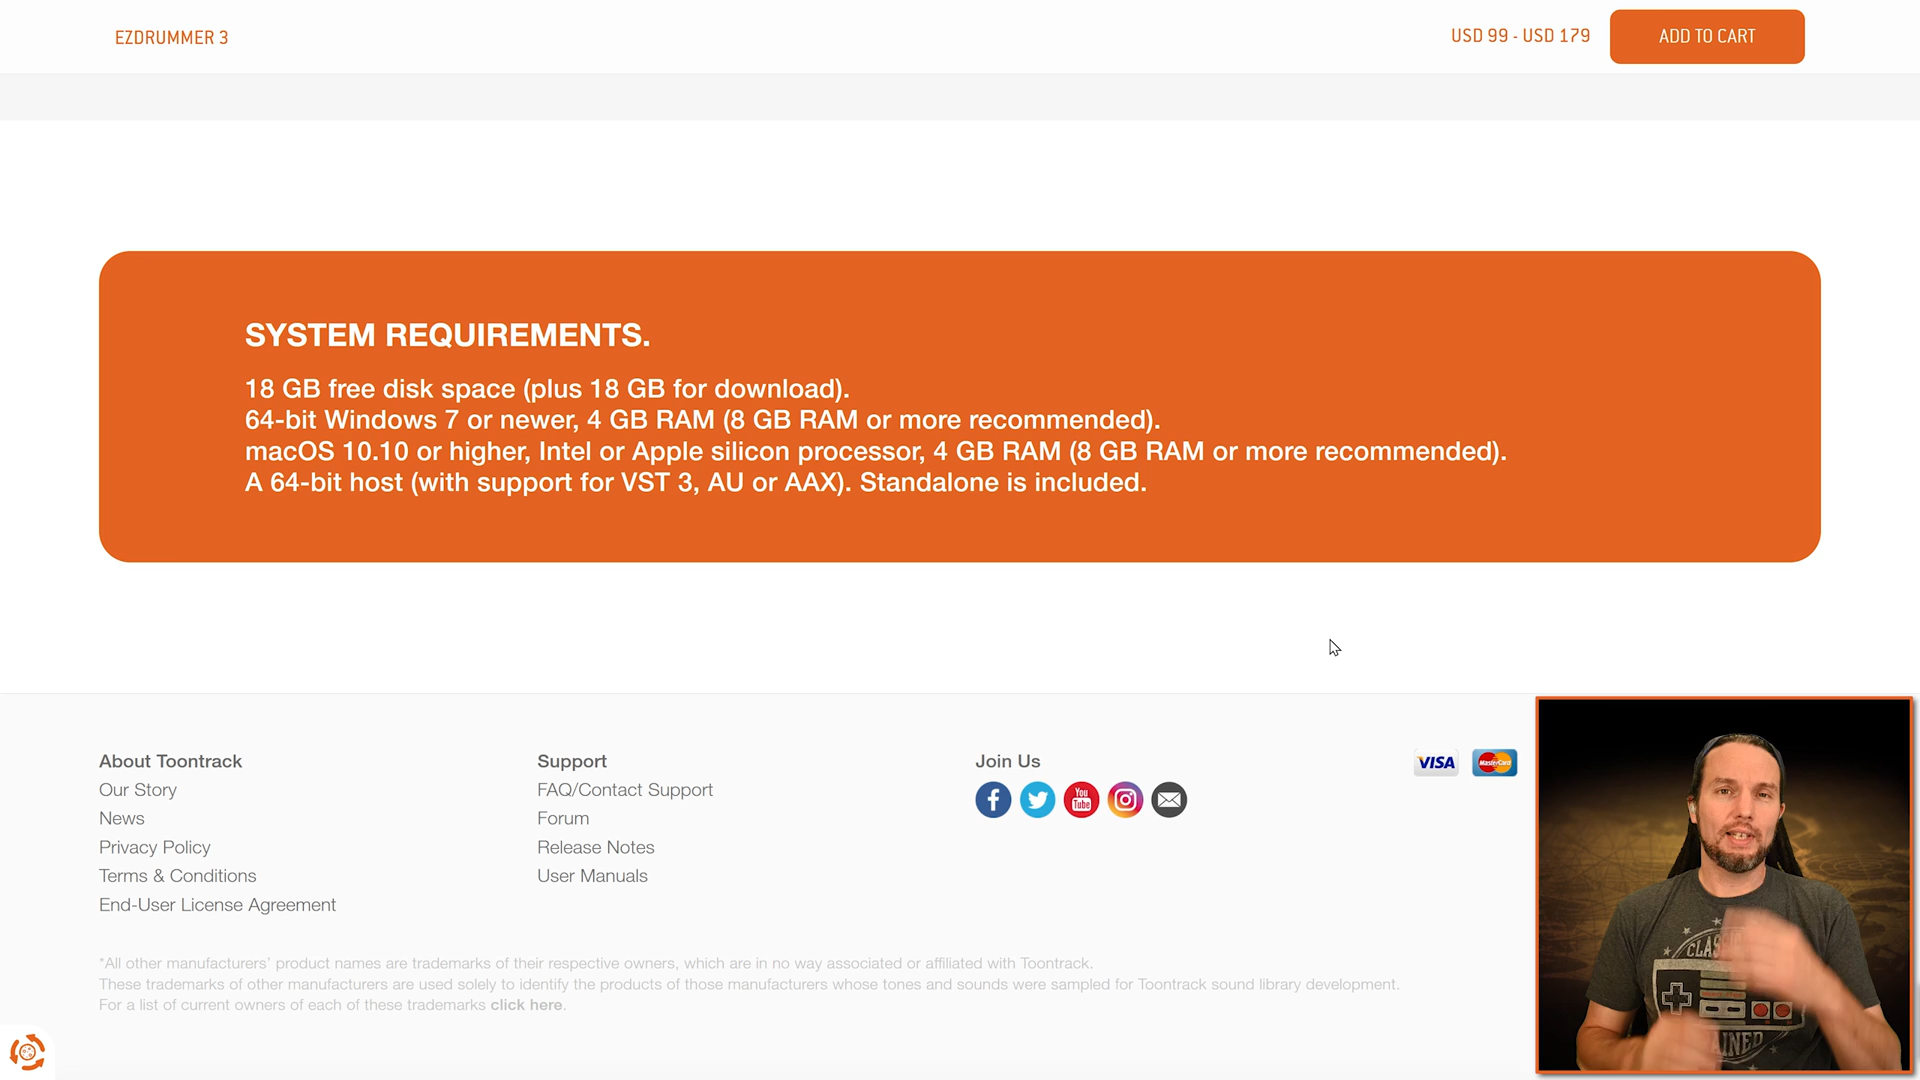 EZDRUMMER 3
USD 99 - USD 179
ADD TO CART
SYSTEM REQUIREMENTS.
18 GB free disk space (plus 18 GB for download).
64-bit Windows 7 or newer, 4 GB RAM (8 GB RAM or more recommended).
macOS 10.10 or higher, Intel or Apple silicon processor, 4 GB RAM (8 GB RAM or more recommended).
A 64-bit host (with support for VST 3, AU or AAX). Standalone is included.
About Toontrack
Our Story
News
Privacy Policy
Terms & Conditions
End-User License Agreement
Support
FAQ/Contact Support
Forum
Release Notes
User Manuals
Join Us
You
Tube
VISA
MasterCard
*All other manufacturers' product names are trademarks of their respective owners, which are in no way associated or affiliated with Toontrack.
These trademarks of other manufacturers are used solely to identify the products of those manufacturers whose tones and sounds were sampled for Toontrack sound library development.
For a list of current owners of each of these trademarks click here.